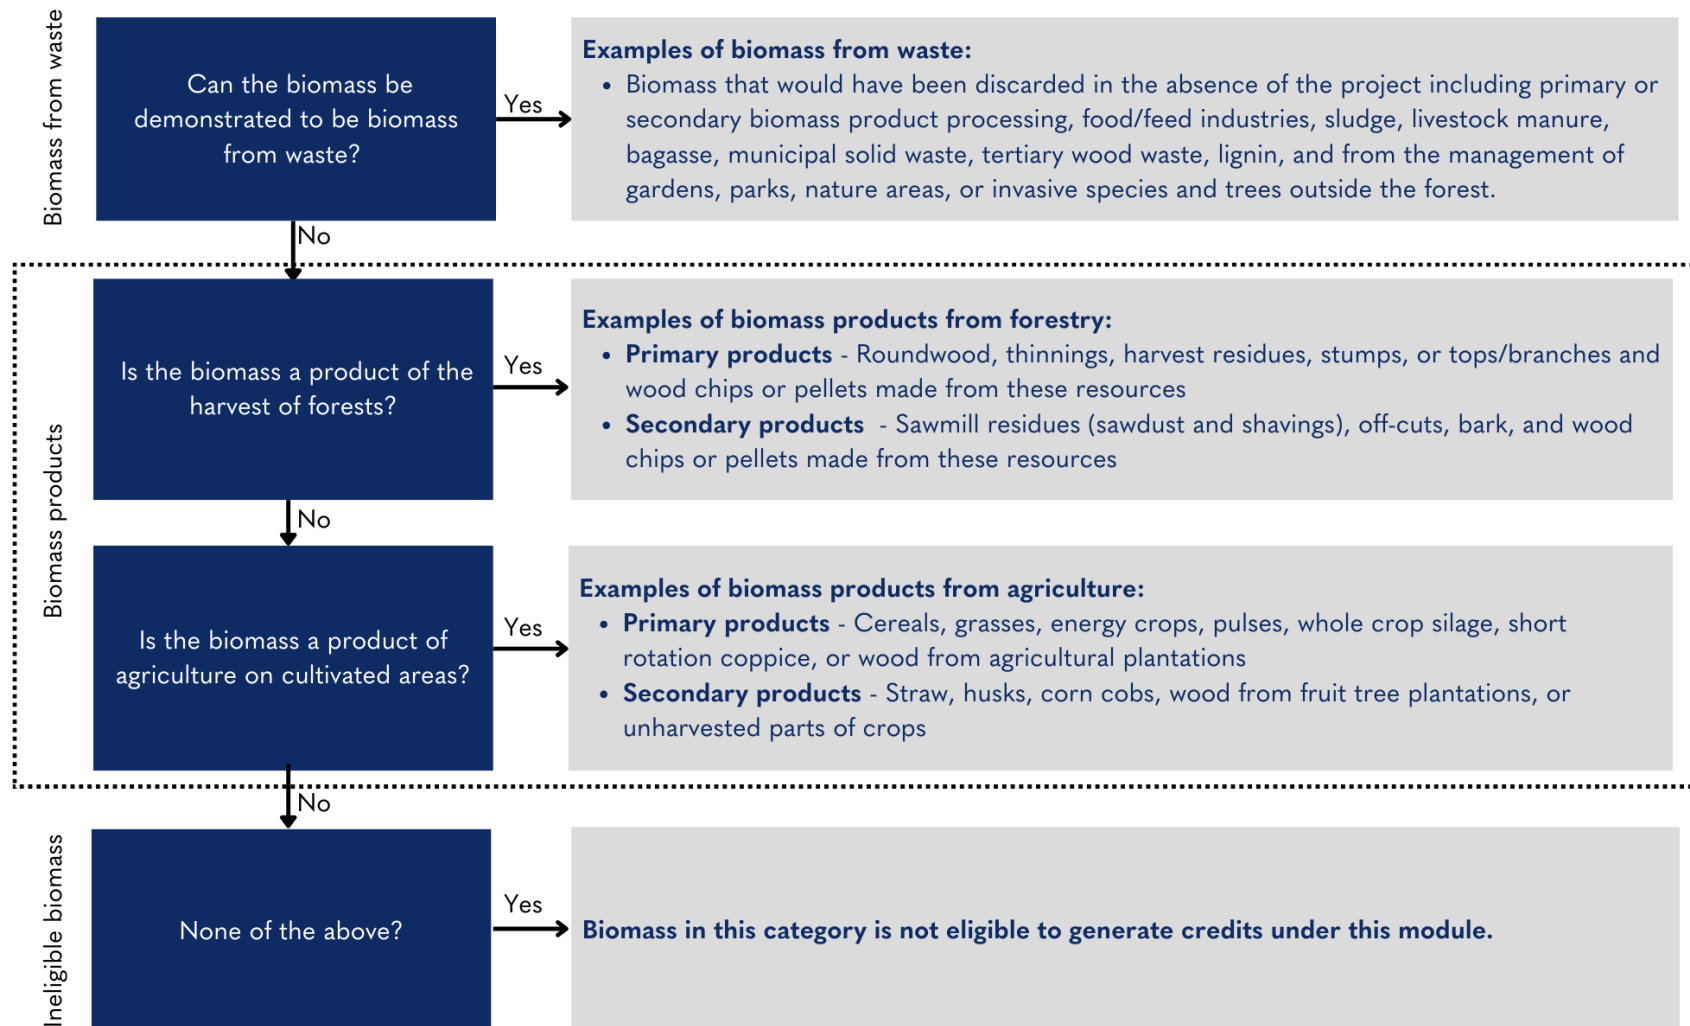 Biomass from waste
Can the biomass be
demonstrated to be biomass
from waste?
Yes
Examples of biomass from waste:
• Biomass that would have been discarded in the absence of the project including primary or
secondary biomass product processing, food/feed industries, sludge, livestock manure,
bagasse, municipal solid waste, tertiary wood waste, lignin, and from the management of
gardens, parks, nature areas, or invasive species and trees outside the forest.
No
Biomass products
Is the biomass a product of the
harvest of forests?
Yes
Examples of biomass products from forestry:
• Primary products - Roundwood, thinnings, harvest residues, stumps, or tops/branches and
wood chips or pellets made from these resources
• Secondary products - Sawmill residues (sawdust and shavings), off-cuts, bark, and wood
chips or pellets made from these resources
No
Is the biomass a product of
agriculture on cultivated areas?
Yes
Examples of biomass products from agriculture:
• Primary products - Cereals, grasses, energy crops, pulses, whole crop silage, short
rotation coppice, or wood from agricultural plantations
• Secondary products - Straw, husks, corn cobs, wood from fruit tree plantations, or
unharvested parts of crops
No
Ineligible biomass
None of the above?
Yes
Biomass in this category is not eligible to generate credits under this module.